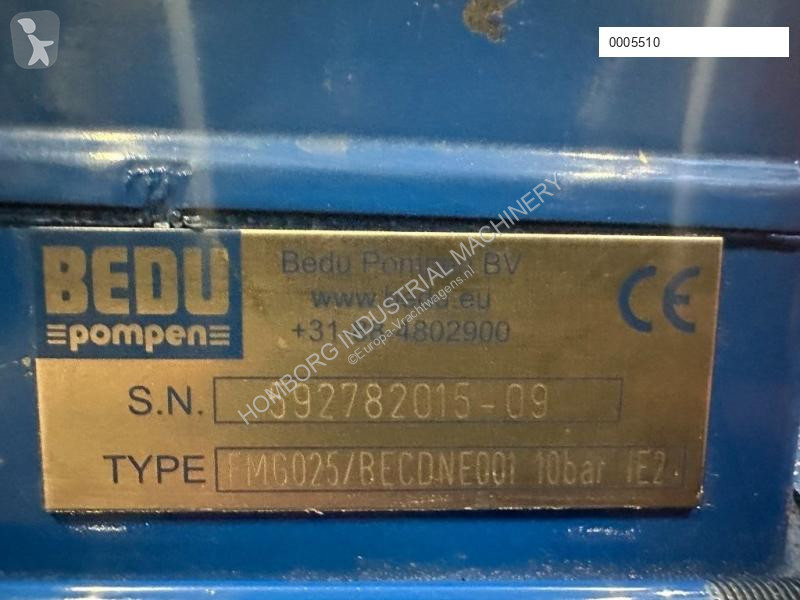 0005510
BEDU
pompen
Bedu Pompen BV
www.bedu.eu
+31 4802900
CE
S.N. 592782015-09
TYPE FMG025/BECDNE001 10bar IE2
HOMBORG INDUSTRIAL MACHINERY
©Europe-Vrachtwagens.nl